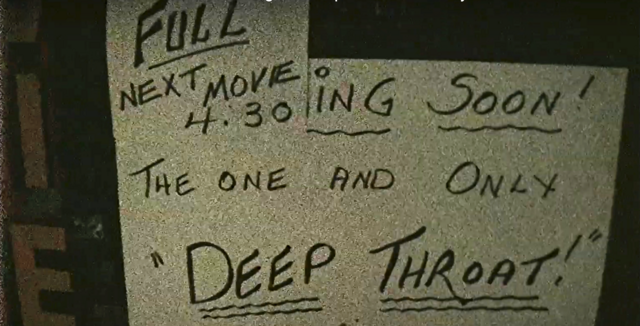 FULL
NEXT MOVIE
4.30
ING SOON!
THE ONE AND ONLY
"DEEP THROAT!"